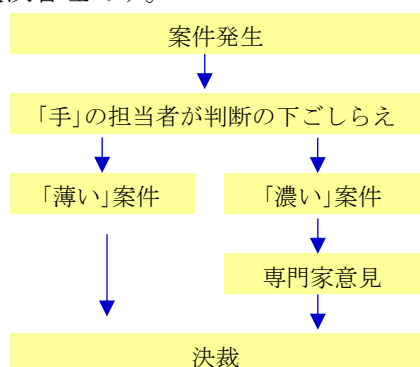 案件発生
「手」の担当者が判断の下ごしらえ
「薄い」案件
「濃い」案件
専門家意見
決裁